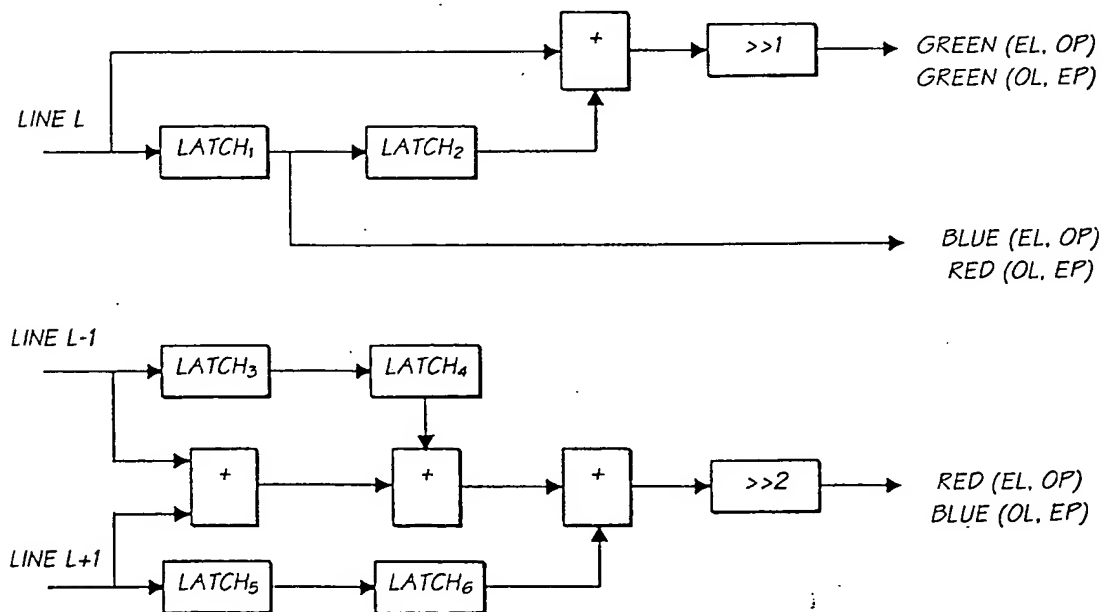 +
>>1
GREEN (EL, OP)
GREEN (OL, EP)
LINE L
LATCH₁
LATCH₂
BLUE (EL, OP)
RED (OL, EP)
LINE L-1
LATCH₃
LATCH₄
+
+
+
>>2
RED (EL, OP)
BLUE (OL, EP)
LINE L+1
LATCH₅
LATCH₆